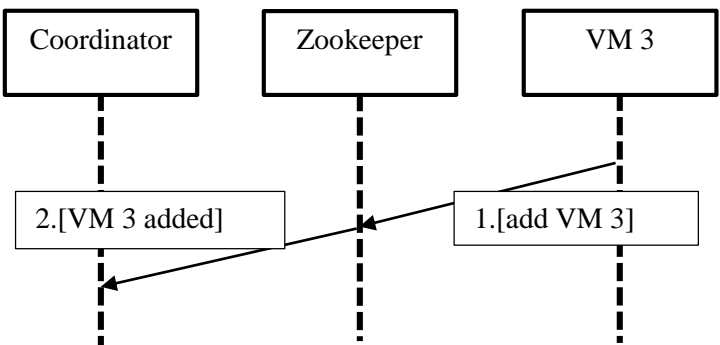 Coordinator
Zookeeper
VM 3
2.[VM 3 added]
1.[add VM 3]